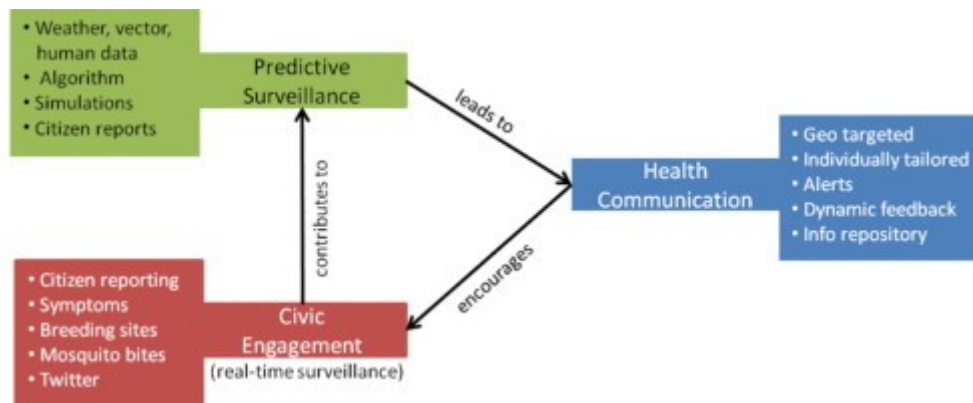 • Weather, vector,
human data
• Algorithm
• Simulations
• Citizen reports
Predictive
Surveillance
leads to
Health
Communication
• Geo targeted
• Individually tailored
• Alerts
• Dynamic feedback
• Info repository
encourages
contributes to
• Citizen reporting
• Symptoms
• Breeding sites
• Mosquito bites
• Twitter
Civic
Engagement
(real-time surveillance)